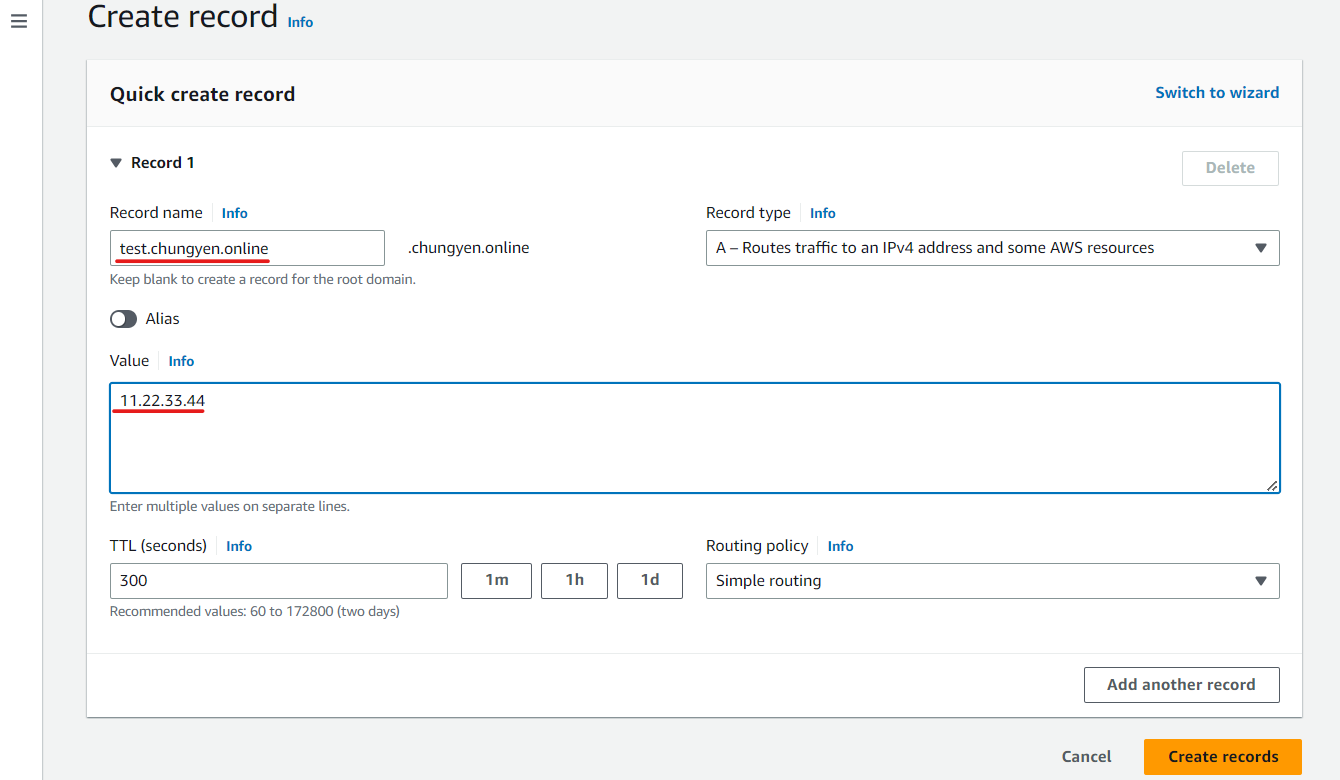 Create record Info
Quick create record
Switch to wizard
Record 1
Delete
Record name Info
Record type Info
test.chungyen.online
.chungyen.online
A – Routes traffic to an IPv4 address and some AWS resources
Keep blank to create a record for the root domain.
Alias
Value Info
11.22.33.44
Enter multiple values on separate lines.
TTL (seconds) Info
Routing policy Info
300
1m
1h
1d
Simple routing
Recommended values: 60 to 172800 (two days)
Add another record
Cancel
Create records